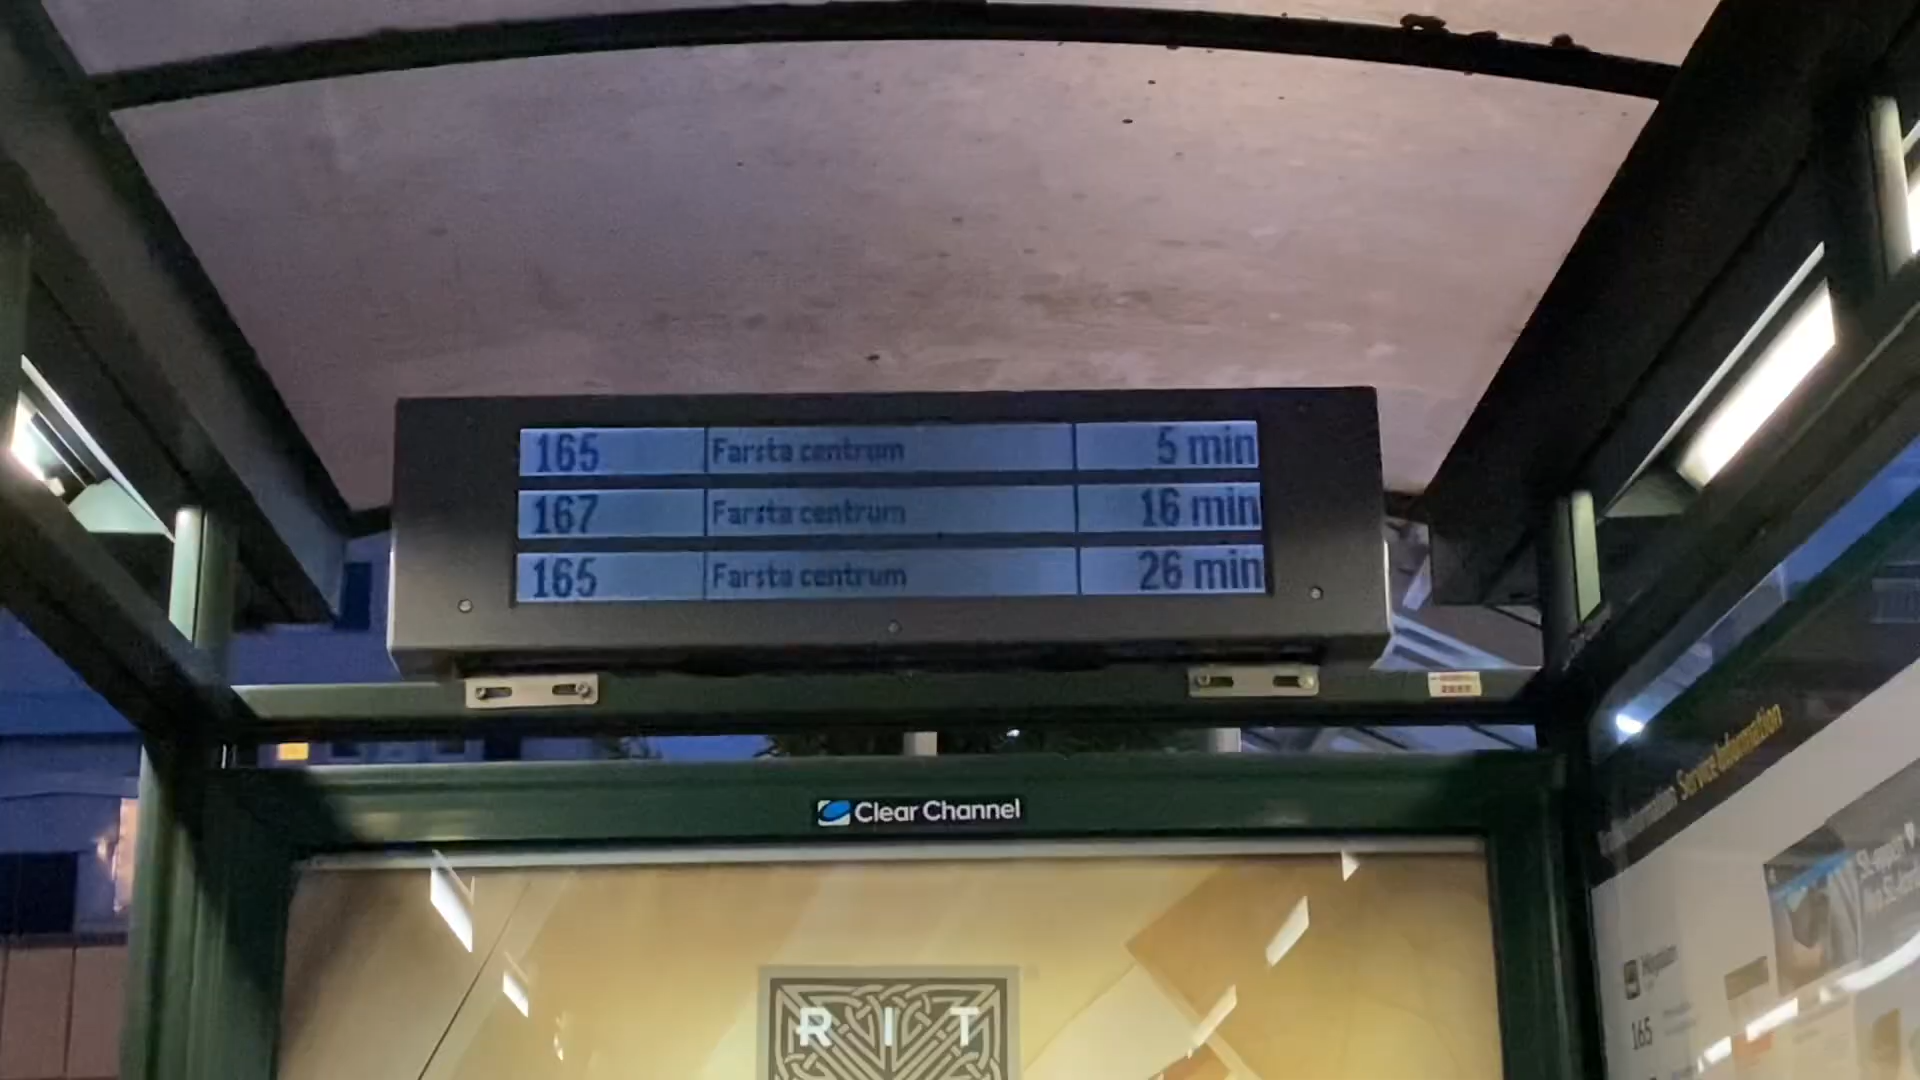 165 Farsta centrum 5 min
167 Farsta centrum 16 min
165 Farsta centrum 26 min
Clear Channel
Service information
R I T
165